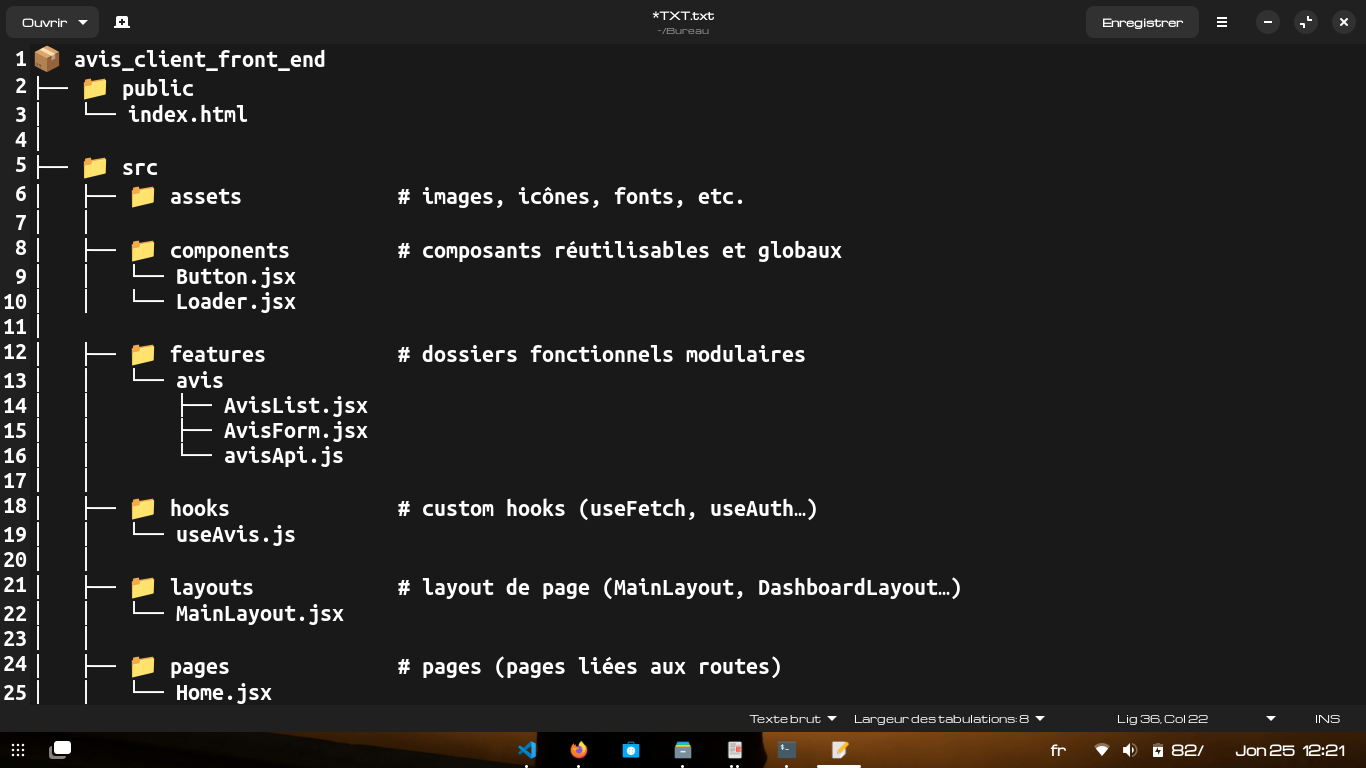 Ouvrir
*TXT.txt
~/Bureau
Enregistrer
1 📦 avis_client_front_end
2 ├── 📁 public
3 │   └── index.html
4 │
5 ├── 📁 src
6 │   ├── 📁 assets             # images, icônes, fonts, etc.
7 │   │
8 │   ├── 📁 components         # composants réutilisables et globaux
9 │   │   └── Button.jsx
10 │   │   └── Loader.jsx
11 │
12 │   ├── 📁 features           # dossiers fonctionnels modulaires
13 │   │   └── avis
14 │   │       ├── AvisList.jsx
15 │   │       ├── AvisForm.jsx
16 │   │       └── avisApi.js
17 │   │
18 │   ├── 📁 hooks              # custom hooks (useFetch, useAuth…)
19 │   │   └── useAvis.js
20 │   │
21 │   ├── 📁 layouts            # layout de page (MainLayout, DashboardLayout…)
22 │   │   └── MainLayout.jsx
23 │   │
24 │   ├── 📁 pages              # pages (pages liées aux routes)
25 │   │   └── Home.jsx
Texte brut Largeur des tabulations: 8 Lig 36, Col 22 INS
fr 82/ Jon 25 12:21